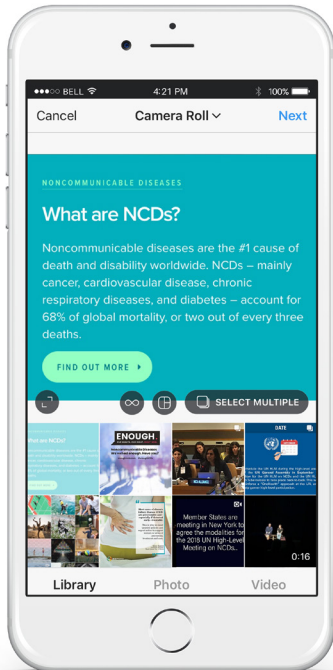 BELL
4:21 PM
100%
Cancel
Camera Roll
Next
NONCOMMUNICABLE DISEASES
What are NCDs?
Noncommunicable diseases are the #1 cause of
death and disability worldwide. NCDs – mainly
cancer, cardiovascular disease, chronic
respiratory diseases, and diabetes – account for
68% of global mortality, or two out of every three
deaths.
FIND OUT MORE
SELECT MULTIPLE
What are NCDs?
ENOUGH.
DATE
Member States are
meeting in New York to
agree the modalities for
the 2018 UN High-Level
Meeting on NCDs..
0:16
Library
Photo
Video